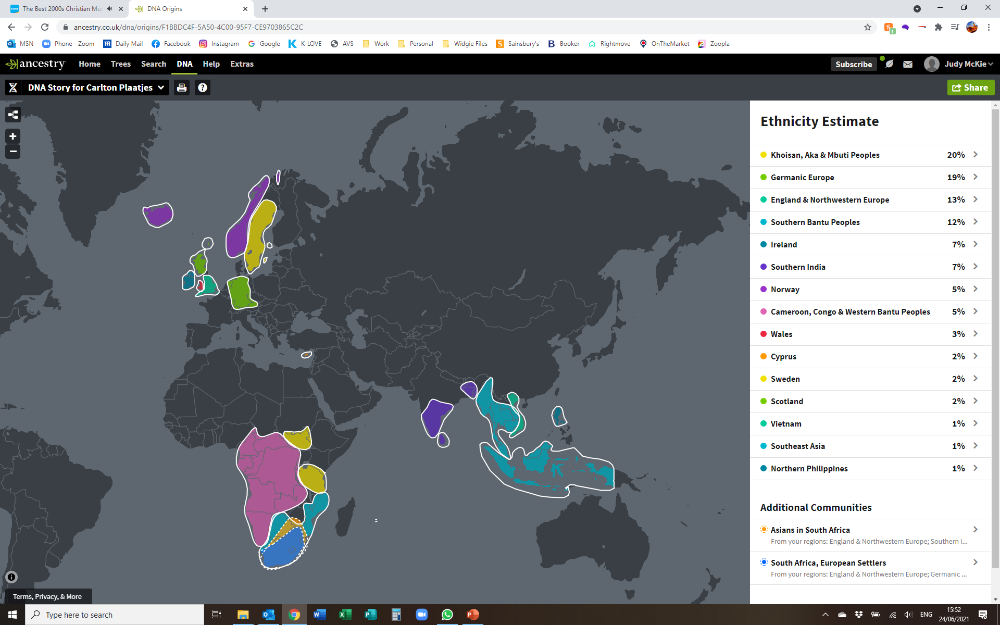 The Best 2000s Christian Mu
DNA Origins
ancestry.co.uk/dna/origins/F1BBDC4F-5A50-4C00-95F7-CE9703865C2C
1
MSN Phone - Zoom Daily Mail Facebook Instagram Google K-LOVE AVS Work Personal Widgie Files Sainsbury's Booker Rightmove OnTheMarket Zoopla
ancestry Home Trees Search DNA Help Extras Subscribe Judy McKie
DNA Story for Carlton Plaatjes ? Share
Ethnicity Estimate
Khoisan, Aka & Mbuti Peoples 20%
Germanic Europe 19%
England & Northwestern Europe 13%
Southern Bantu Peoples 12%
Ireland 7%
Southern India 7%
Norway 5%
Cameroon, Congo & Western Bantu Peoples 5%
Wales 3%
Cyprus 2%
Sweden 2%
Scotland 2%
Vietnam 1%
Southeast Asia 1%
Northern Philippines 1%
Additional Communities
Asians in South Africa
From your regions: England & Northwestern Europe; Southern I...
South Africa, European Settlers
From your regions: England & Northwestern Europe; Germanic ...
Terms, Privacy, & More
Type here to search
ENG
15:52
24/06/2021